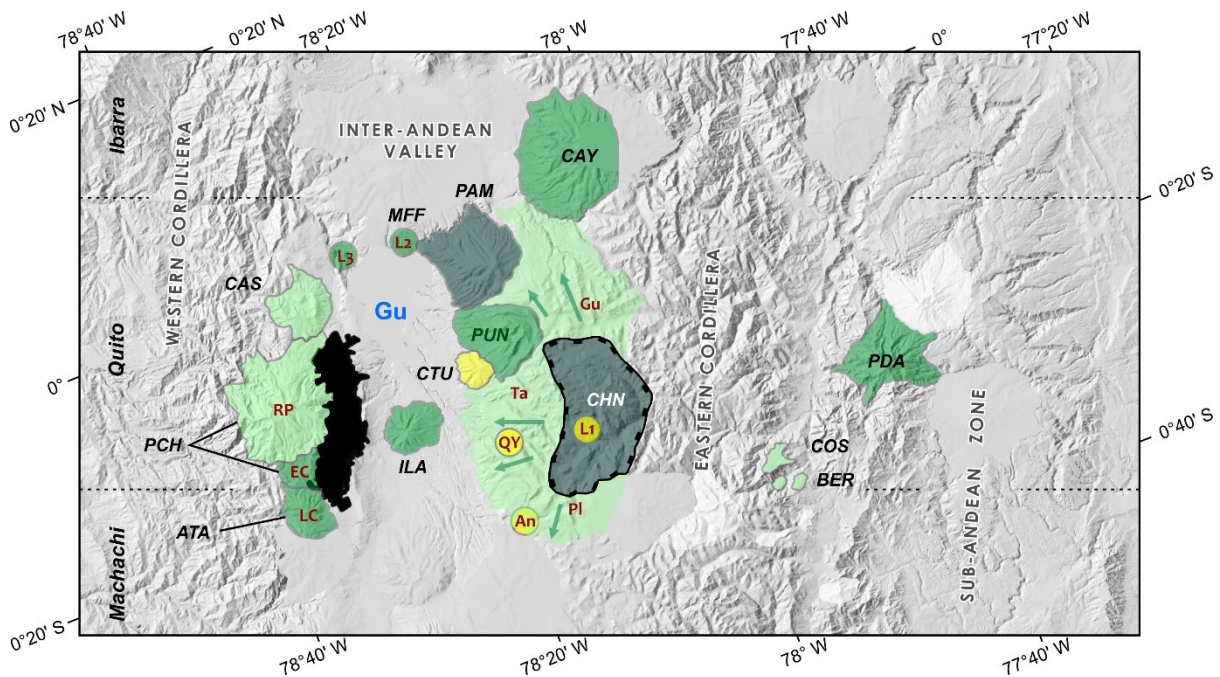 78°40' W
0°20' N
78°20' W
78° W
77°40' W
0°
77°20' W
0°20' N
Ibarra
WESTERN CORDILLERA
INTER-ANDEAN
VALLEY
CAY
PAM
MFF
L2
L3
0°20' S
CAS
Gu
Gu
EASTERN CORDILLERA
Quito
PUN
PDA
CTU
0°
Ta
CHN
RP
L1
PCH
QY
0°40' S
ILA
COS
EC
BER
SUB-ANDEAN ZONE
LC
An
Pl
ATA
Machachi
0°20' S
78°40' W
78°20' W
78° W
77°40' W